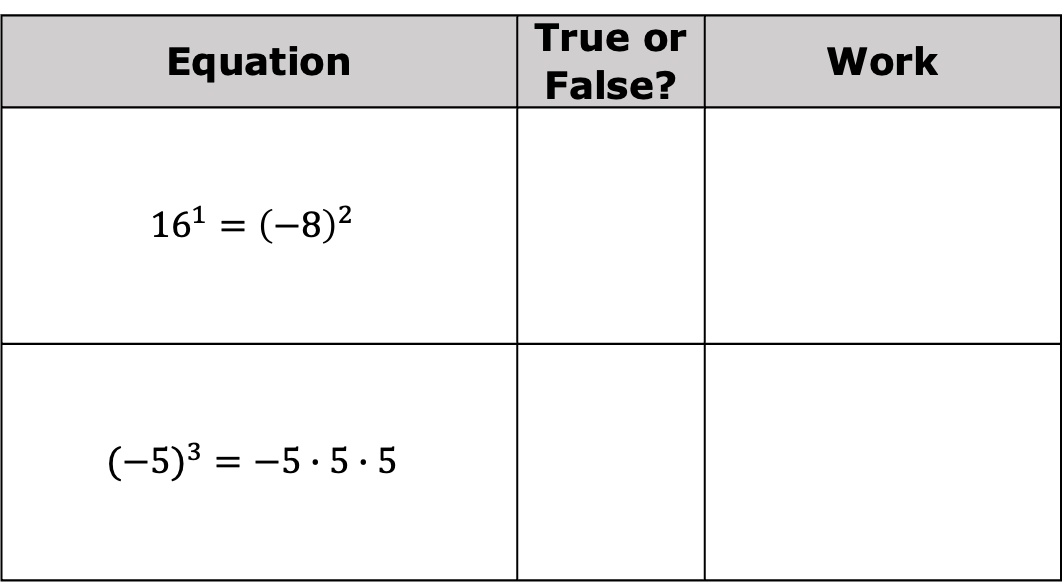 Equation
True or
False?
Work
16¹ = (−8)²
(−5)³ = −5 · 5 · 5